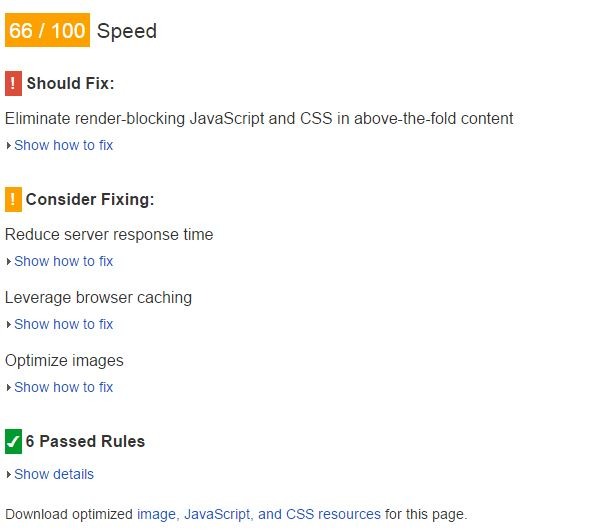 66 / 100 Speed
! Should Fix:
Eliminate render-blocking JavaScript and CSS in above-the-fold content
Show how to fix
! Consider Fixing:
Reduce server response time
Show how to fix
Leverage browser caching
Show how to fix
Optimize images
Show how to fix
6 Passed Rules
Show details
Download optimized image, JavaScript, and CSS resources for this page.